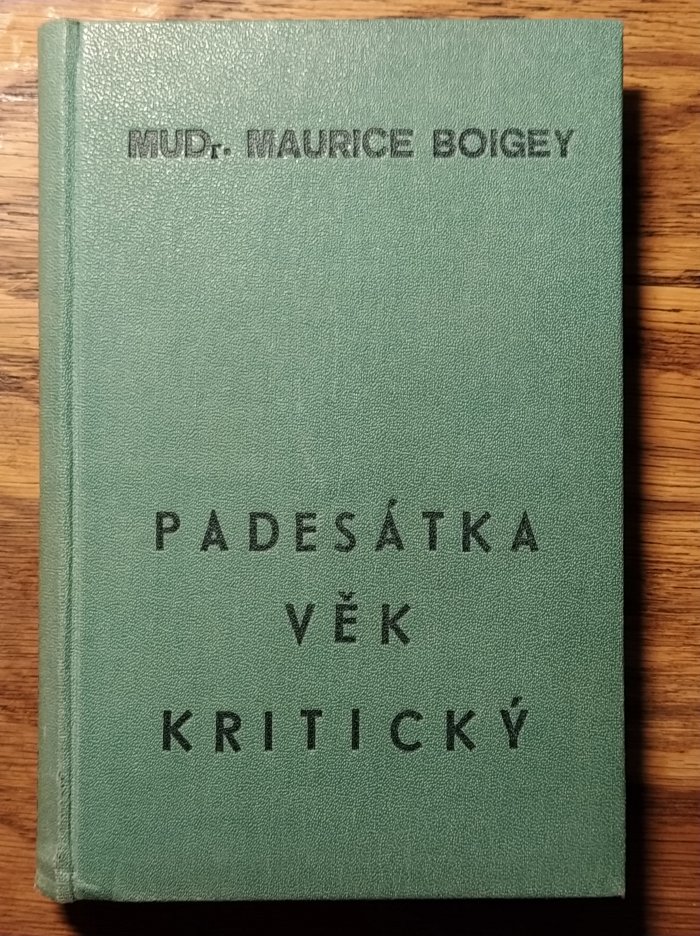 MUDr. MAURICE BOIGEY
PADESÁTKA
VĚK
KRITICKÝ